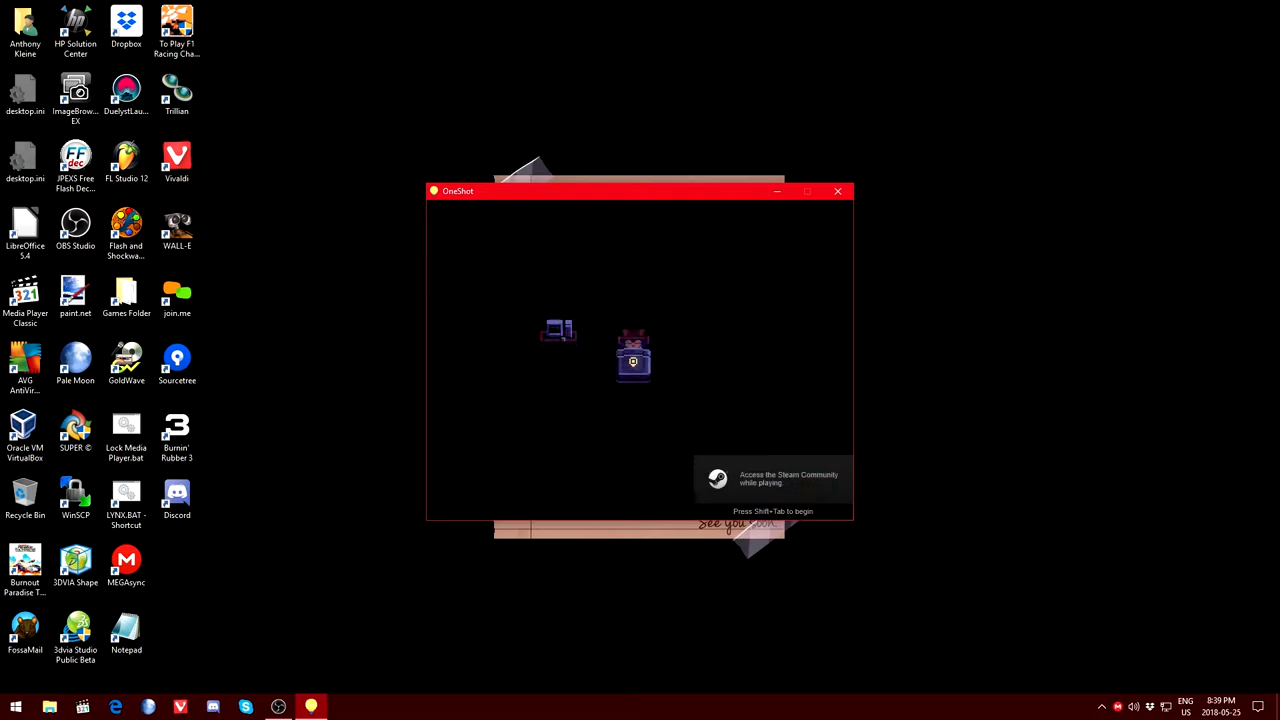 Anthony
Kleine
HP Solution
Center
Dropbox
To Play F1
Racing Cha...
desktop.ini
ImageBrow...
EX
DuelystLau...
Trillian
desktop.ini
FF
dec
JPEXS Free
Flash Dec...
FL Studio 12
Vivaldi
LibreOffice
5.4
OBS Studio
Flash and
Shockwa...
WALL-E
321
Media Player
Classic
paint.net
Games Folder
join.me
AVG
AntiVir...
Pale Moon
GoldWave
Sourcetree
Oracle VM
VirtualBox
SUPER ©
Lock Media
Player.bat
3
Burnin'
Rubber 3
Recycle Bin
WinSCP
LYNX.BAT -
Shortcut
Discord
Burnout
Paradise T...
3DVIA Shape
MEGAsync
FossaMail
3dvia Studio
Public Beta
Notepad
OneShot
Access the Steam Community
while playing.
Press Shift+Tab to begin
See you soon.
ENG
US
8:39 PM
2018-05-25